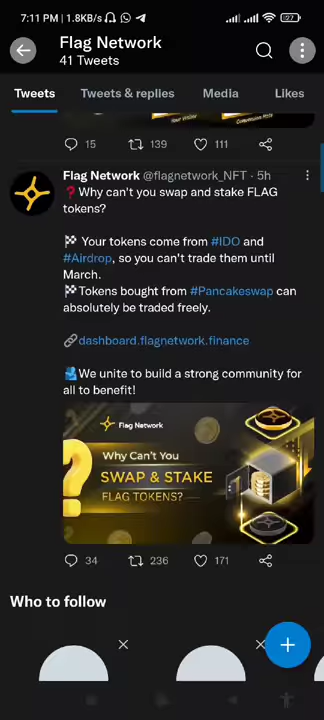 7:11 PM | 1.8KB/s
27
Flag Network
41 Tweets
Tweets
Tweets & replies
Media
Likes
15
139
111
Flag Network @flagnetwork_NFT · 5h
❓Why can't you swap and stake FLAG
tokens?
🏁 Your tokens come from #IDO and
#Airdrop, so you can't trade them until
March.
🏁Tokens bought from #Pancakeswap can
absolutely be traded freely.
🔗dashboard.flagnetwork.finance
🫂We unite to build a strong community for
all to benefit!
Flag Network
Why Can't You
SWAP & STAKE
FLAG TOKENS?
34
236
171
Who to follow